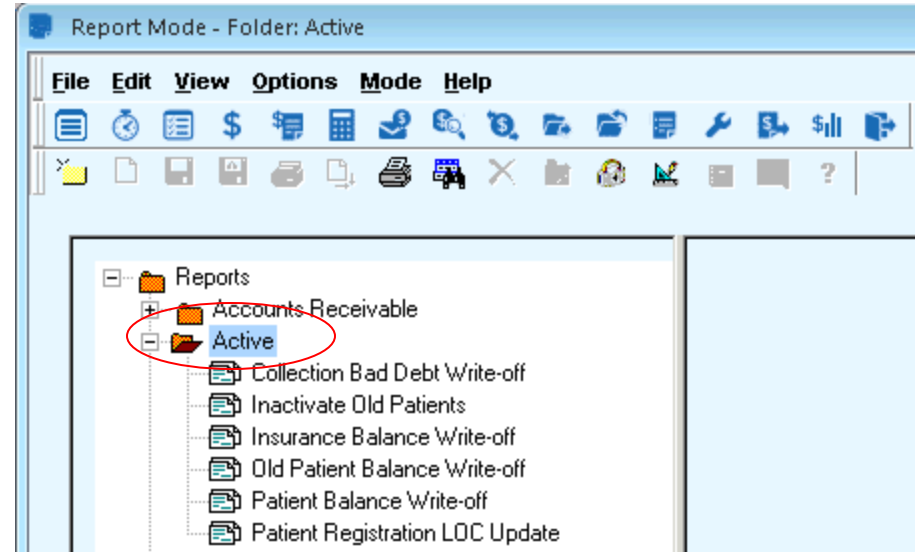 Report Mode - Folder: Active
File Edit View Options Mode Help
Reports
Accounts Receivable
Active
Collection Bad Debt Write-off
Inactivate Old Patients
Insurance Balance Write-off
Old Patient Balance Write-off
Patient Balance Write-off
Patient Registration LOC Update